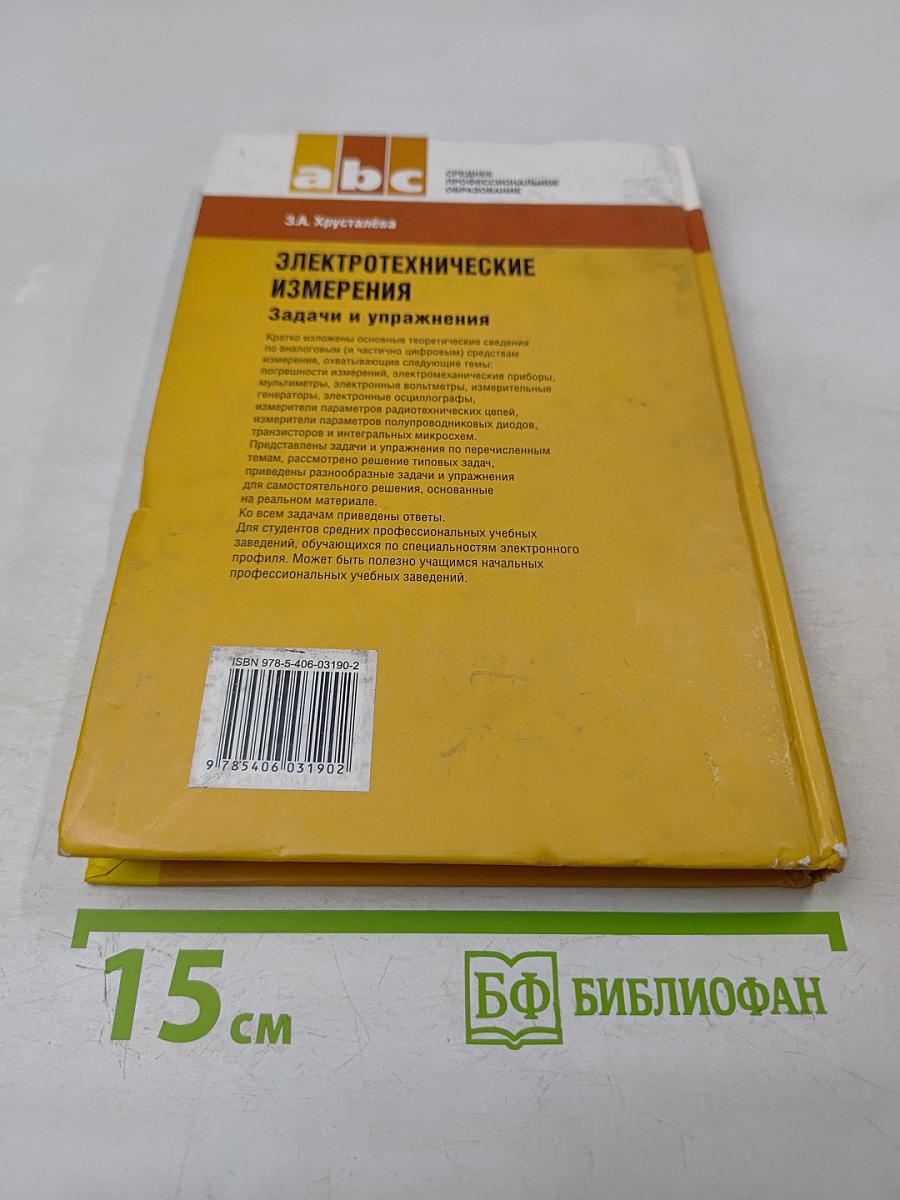 abc
СРЕДНЕЕ
ПРОФЕССИОНАЛЬНОЕ
ОБРАЗОВАНИЕ
З.А. Хрусталёва
ЭЛЕКТРОТЕХНИЧЕСКИЕ
ИЗМЕРЕНИЯ
Задачи и упражнения
Кратко изложены основные теоретические сведения
по аналоговым (и частично цифровым) средствам
измерения, охватывающие следующие темы:
погрешности измерений, электромеханические приборы,
мультиметры, электронные вольтметры, измерительные
генераторы, электронные осциллографы,
измерители параметров радиотехнических цепей,
измерители параметров полупроводниковых диодов,
транзисторов и интегральных микросхем.
Представлены задачи и упражнения по перечисленным
темам, рассмотрено решение типовых задач,
приведены разнообразные задачи и упражнения
для самостоятельного решения, основанные
на реальном материале.
Ко всем задачам приведены ответы.
Для студентов средних профессиональных учебных
заведений, обучающихся по специальностям электронного
профиля. Может быть полезно учащимся начальных
профессиональных учебных заведений.
ISBN 978-5-406-03190-2
9 785406 031902
15 см
БФ БИБЛИОФАН